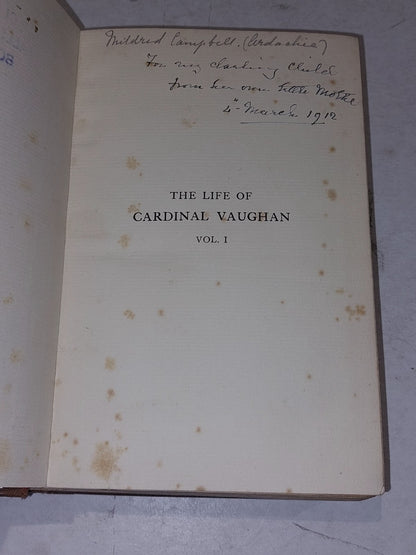 Mildred Campbell. (Ardachie)
For my darling Child
from her own little Mother
4th March 1912
THE LIFE OF
CARDINAL VAUGHAN
VOL. I